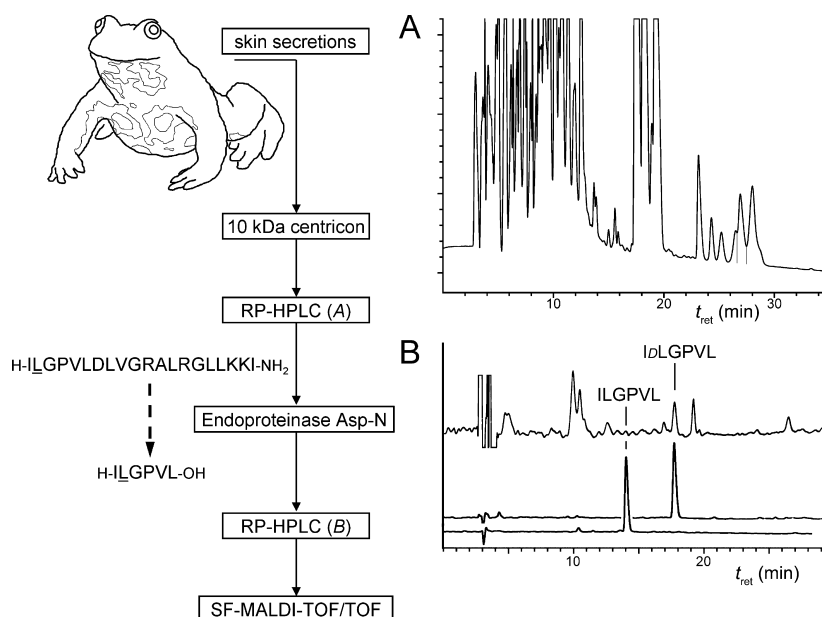 skin secretions
10 kDa centricon
RP-HPLC (A)
H-ILGPVLDLVGRALRGLLKKI-NH2
Endoproteinase Asp-N
H-ILGPVL-OH
RP-HPLC (B)
SF-MALDI-TOF/TOF
A
10
20
30
tret (min)
B
IDLGPVL
ILGPVL
10
20
tret (min)